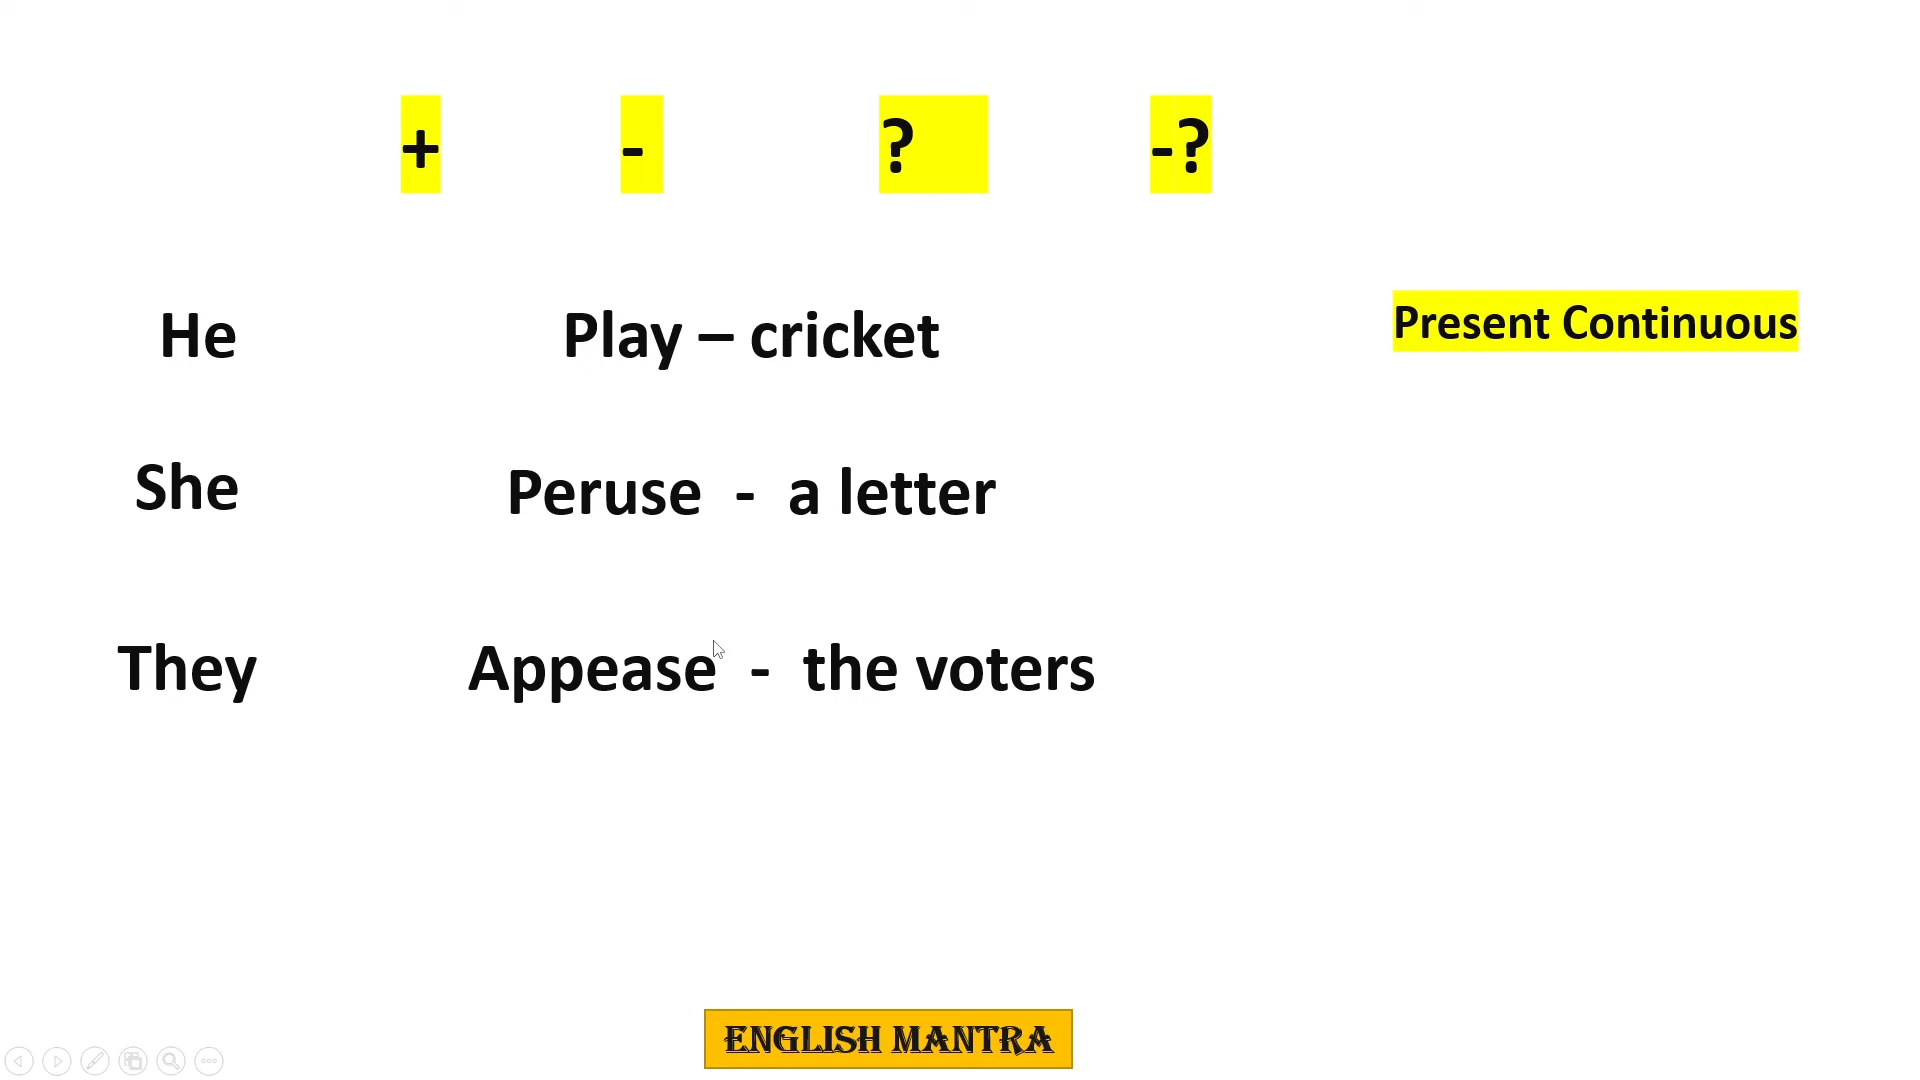 + - ? -?
He Play – cricket Present Continuous
She Peruse - a letter
They Appease - the voters
ENGLISH MANTRA